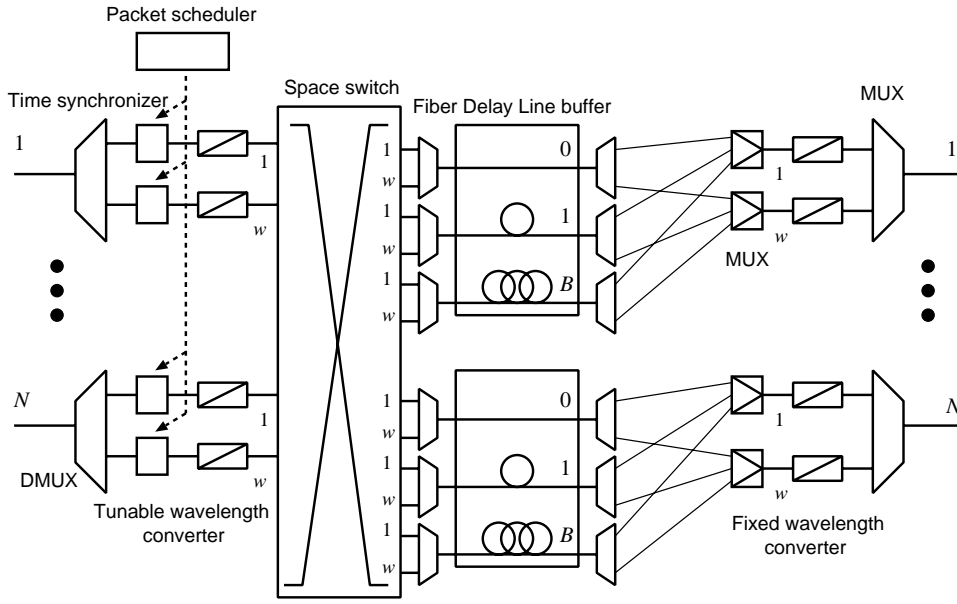 Packet scheduler
Time synchronizer
Space switch
Fiber Delay Line buffer
MUX
1
1
w
1
w
1
w
1
w
0
1
B
1
w
MUX
1
N
1
w
DMUX
Tunable wavelength
converter
1
w
1
w
1
w
0
1
B
1
w
Fixed wavelength
converter
N